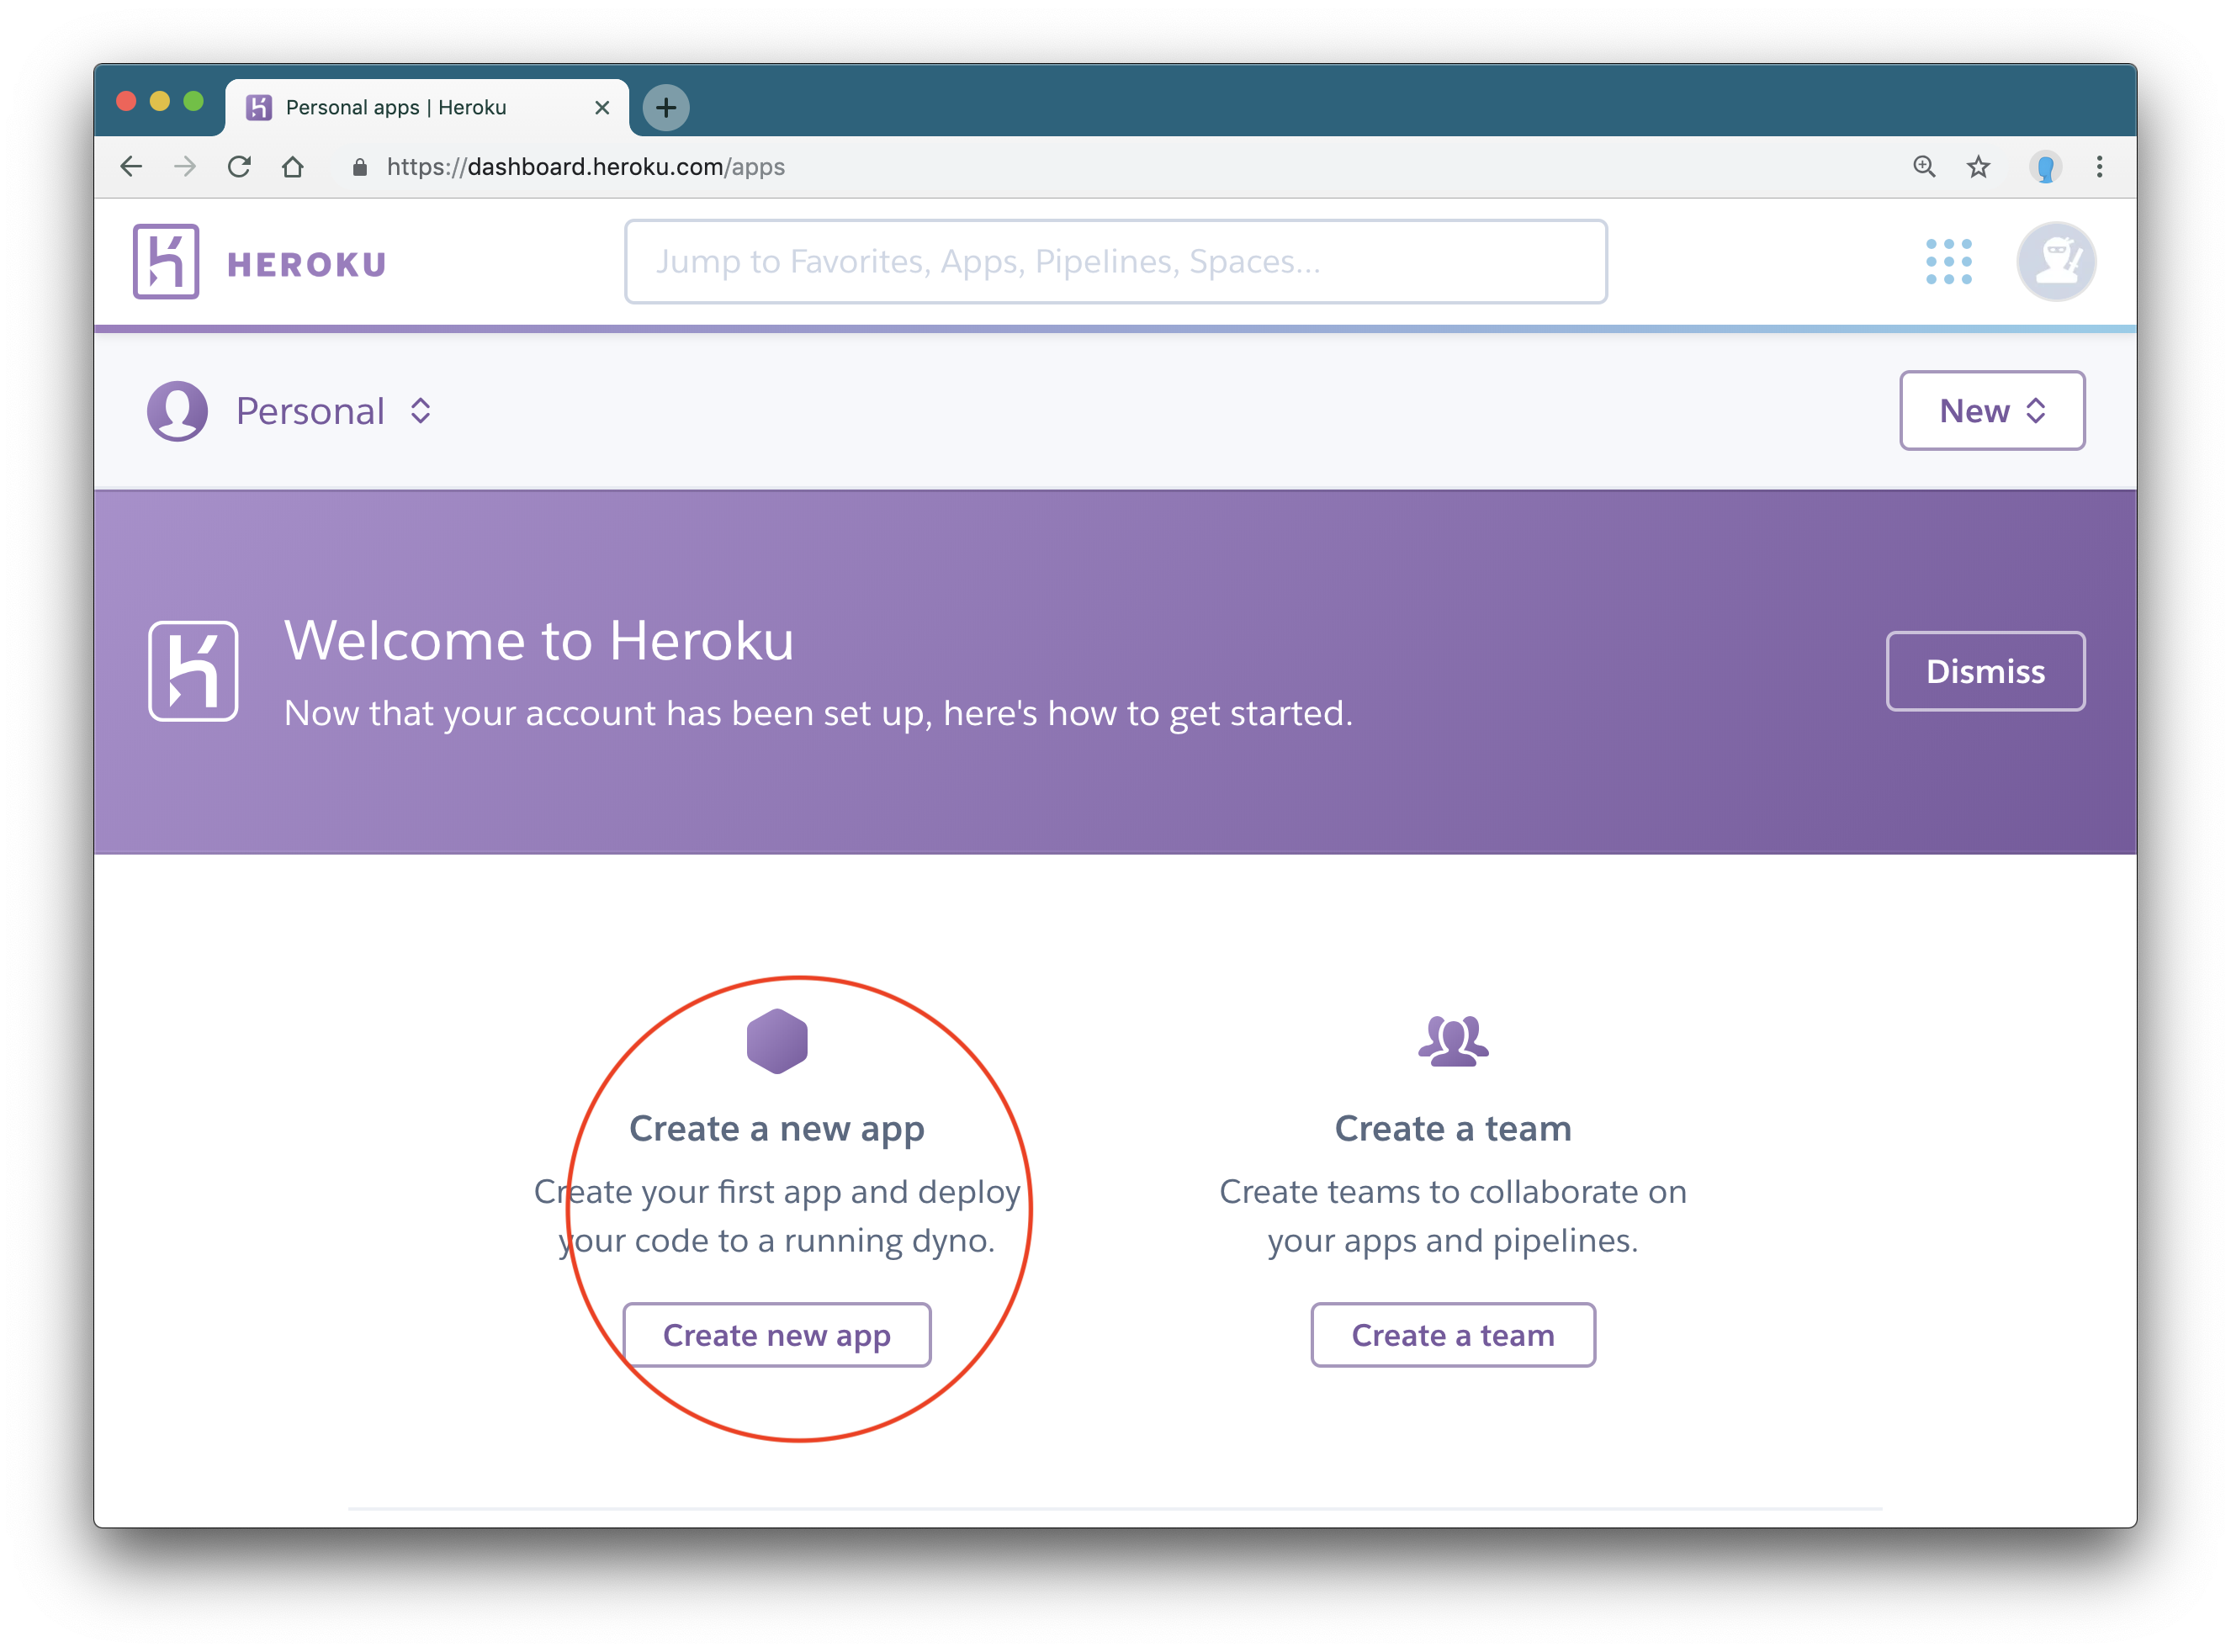 Personal apps | Heroku
https://dashboard.heroku.com/apps
HEROKU
Jump to Favorites, Apps, Pipelines, Spaces...
Personal
New
Welcome to Heroku
Now that your account has been set up, here's how to get started.
Dismiss
Create a new app
Create your first app and deploy
your code to a running dyno.
Create new app
Create a team
Create teams to collaborate on
your apps and pipelines.
Create a team